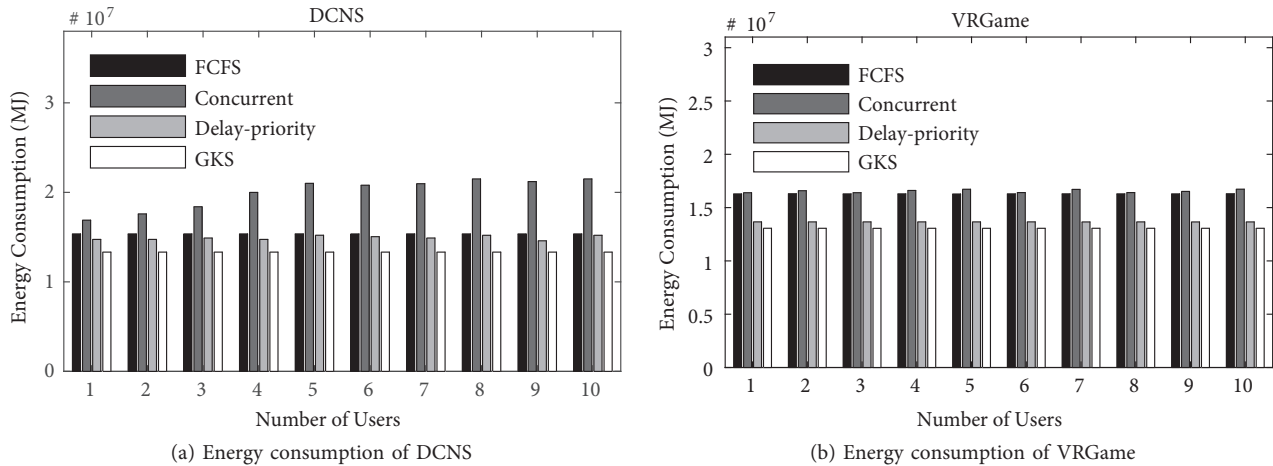 # 10^7
DCNS
FCFS
Concurrent
Delay-priority
GKS
3
2
1
0
Energy Consumption (MJ)
1 2 3 4 5 6 7 8 9 10
Number of Users
(a) Energy consumption of DCNS
# 10^7
VRGame
FCFS
Concurrent
Delay-priority
GKS
3
2.5
2
1.5
1
0.5
0
Energy Consumption (MJ)
1 2 3 4 5 6 7 8 9 10
Number of Users
(b) Energy consumption of VRGame